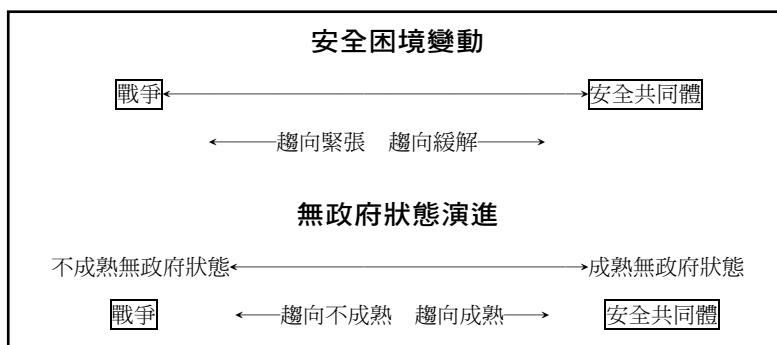 安全困境變動
戰爭 安全共同體
趨向緊張 趨向緩解
無政府狀態演進
不成熟無政府狀態 成熟無政府狀態
戰爭 趨向不成熟 趨向成熟 安全共同體